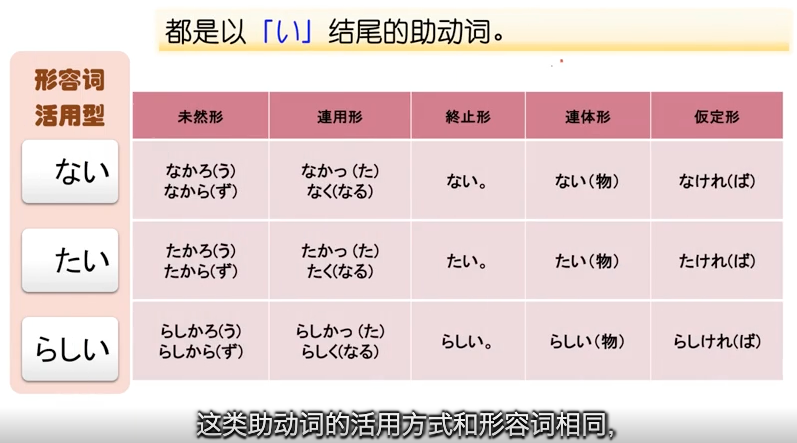 都是以「い」结尾的助动词。
形容词
活用型
未然形 連用形 終止形 連体形 仮定形
ない
なかろ(う) なかっ (た) ない。 ない(物) なけれ(ば)
なから(ず) なく(なる)
たい
たかろ(う) たかっ (た) たい。 たい(物) たけれ(ば)
たから(ず) たく(なる)
らしい
らしかろ(う) らしかっ (た) らしい。 らしい(物) らしけれ(ば)
らしから(ず) らしく(なる)
这类助动词的活用方式和形容词相同,